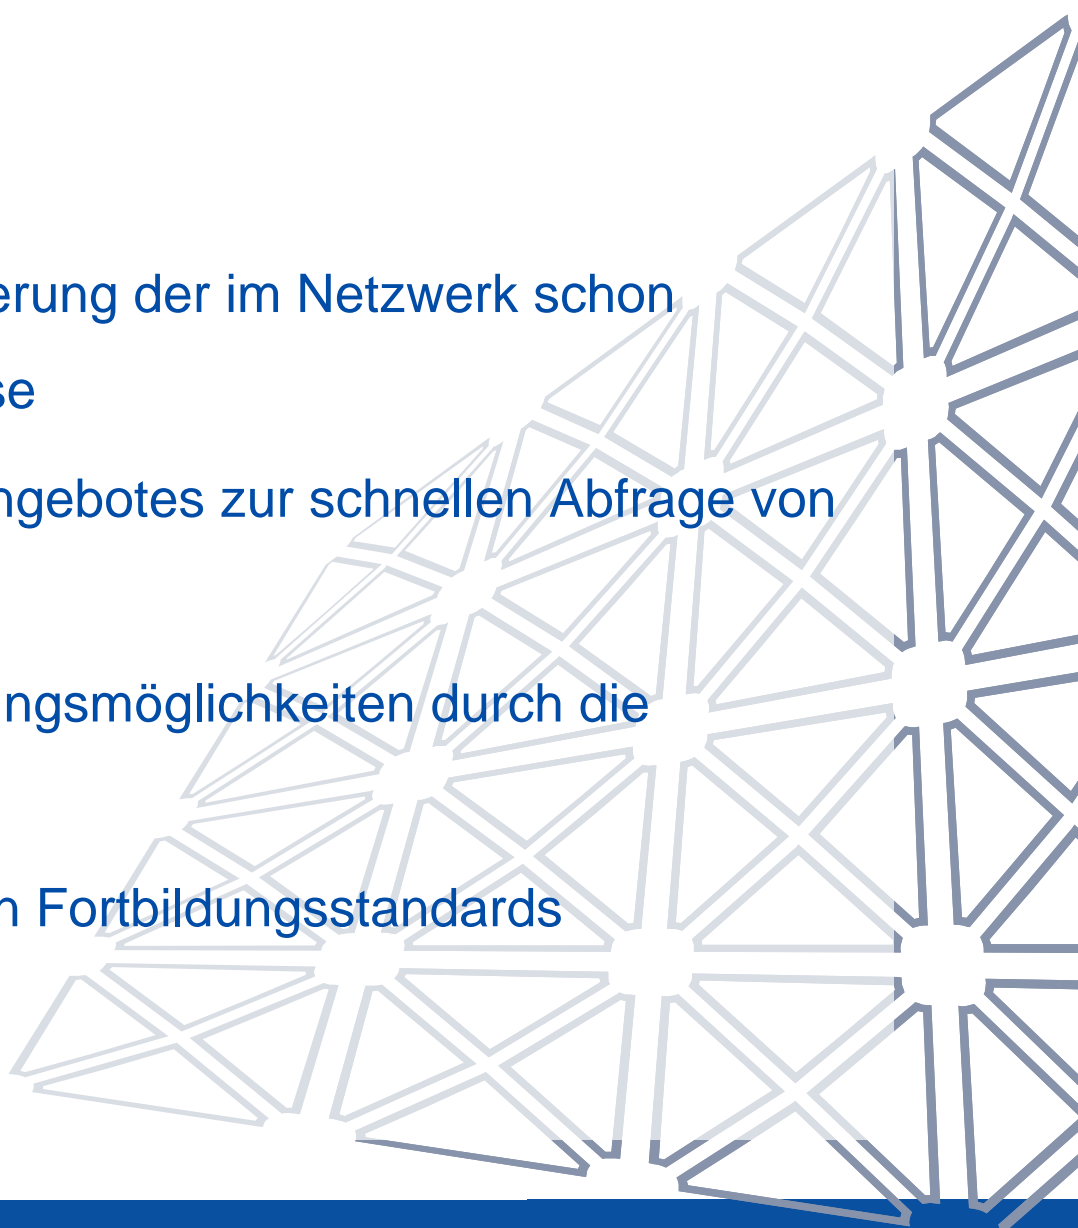 erung der im Netzwerk schon
se
ngebotes zur schnellen Abfrage von
ngsmöglichkeiten durch die
n Fortbildungsstandards